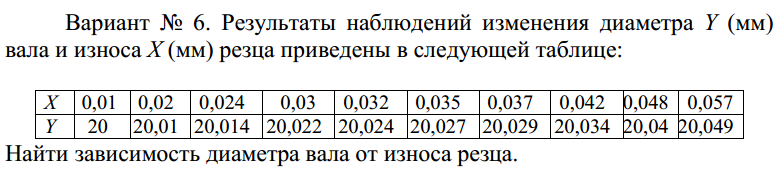 Вариант № 6. Результаты наблюдений изменения диаметра Y (мм)
вала и износа X (мм) резца приведены в следующей таблице:
X 0,01 0,02 0,024 0,03 0,032 0,035 0,037 0,042 0,048 0,057
Y 20 20,01 20,014 20,022 20,024 20,027 20,029 20,034 20,04 20,049
Найти зависимость диаметра вала от износа резца.